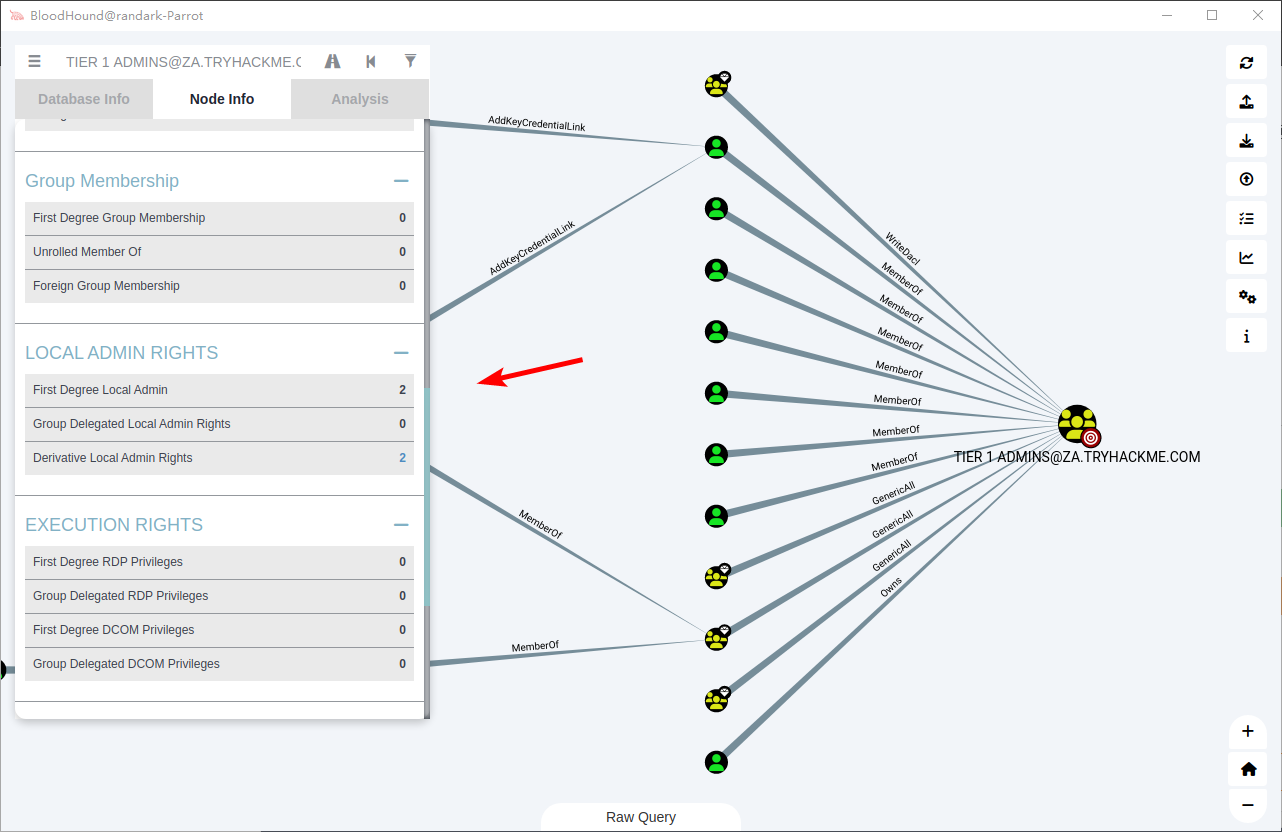 BloodHound@randark-Parrot
TIER 1 ADMINS@ZA.TRYHACKME.C
Database Info
Node Info
Analysis
Group Membership
First Degree Group Membership 0
Unrolled Member Of 0
Foreign Group Membership 0
LOCAL ADMIN RIGHTS
First Degree Local Admin 2
Group Delegated Local Admin Rights 0
Derivative Local Admin Rights 2
EXECUTION RIGHTS
First Degree RDP Privileges 0
Group Delegated RDP Privileges 0
First Degree DCOM Privileges 0
Group Delegated DCOM Privileges 0
AddKeyCredentialLink
AddKeyCredentialLink
MemberOf
MemberOf
WriteDacl
MemberOf
MemberOf
MemberOf
MemberOf
MemberOf
MemberOf
MemberOf
GenericAll
GenericAll
GenericAll
Owns
TIER 1 ADMINS@ZA.TRYHACKME.COM
Raw Query